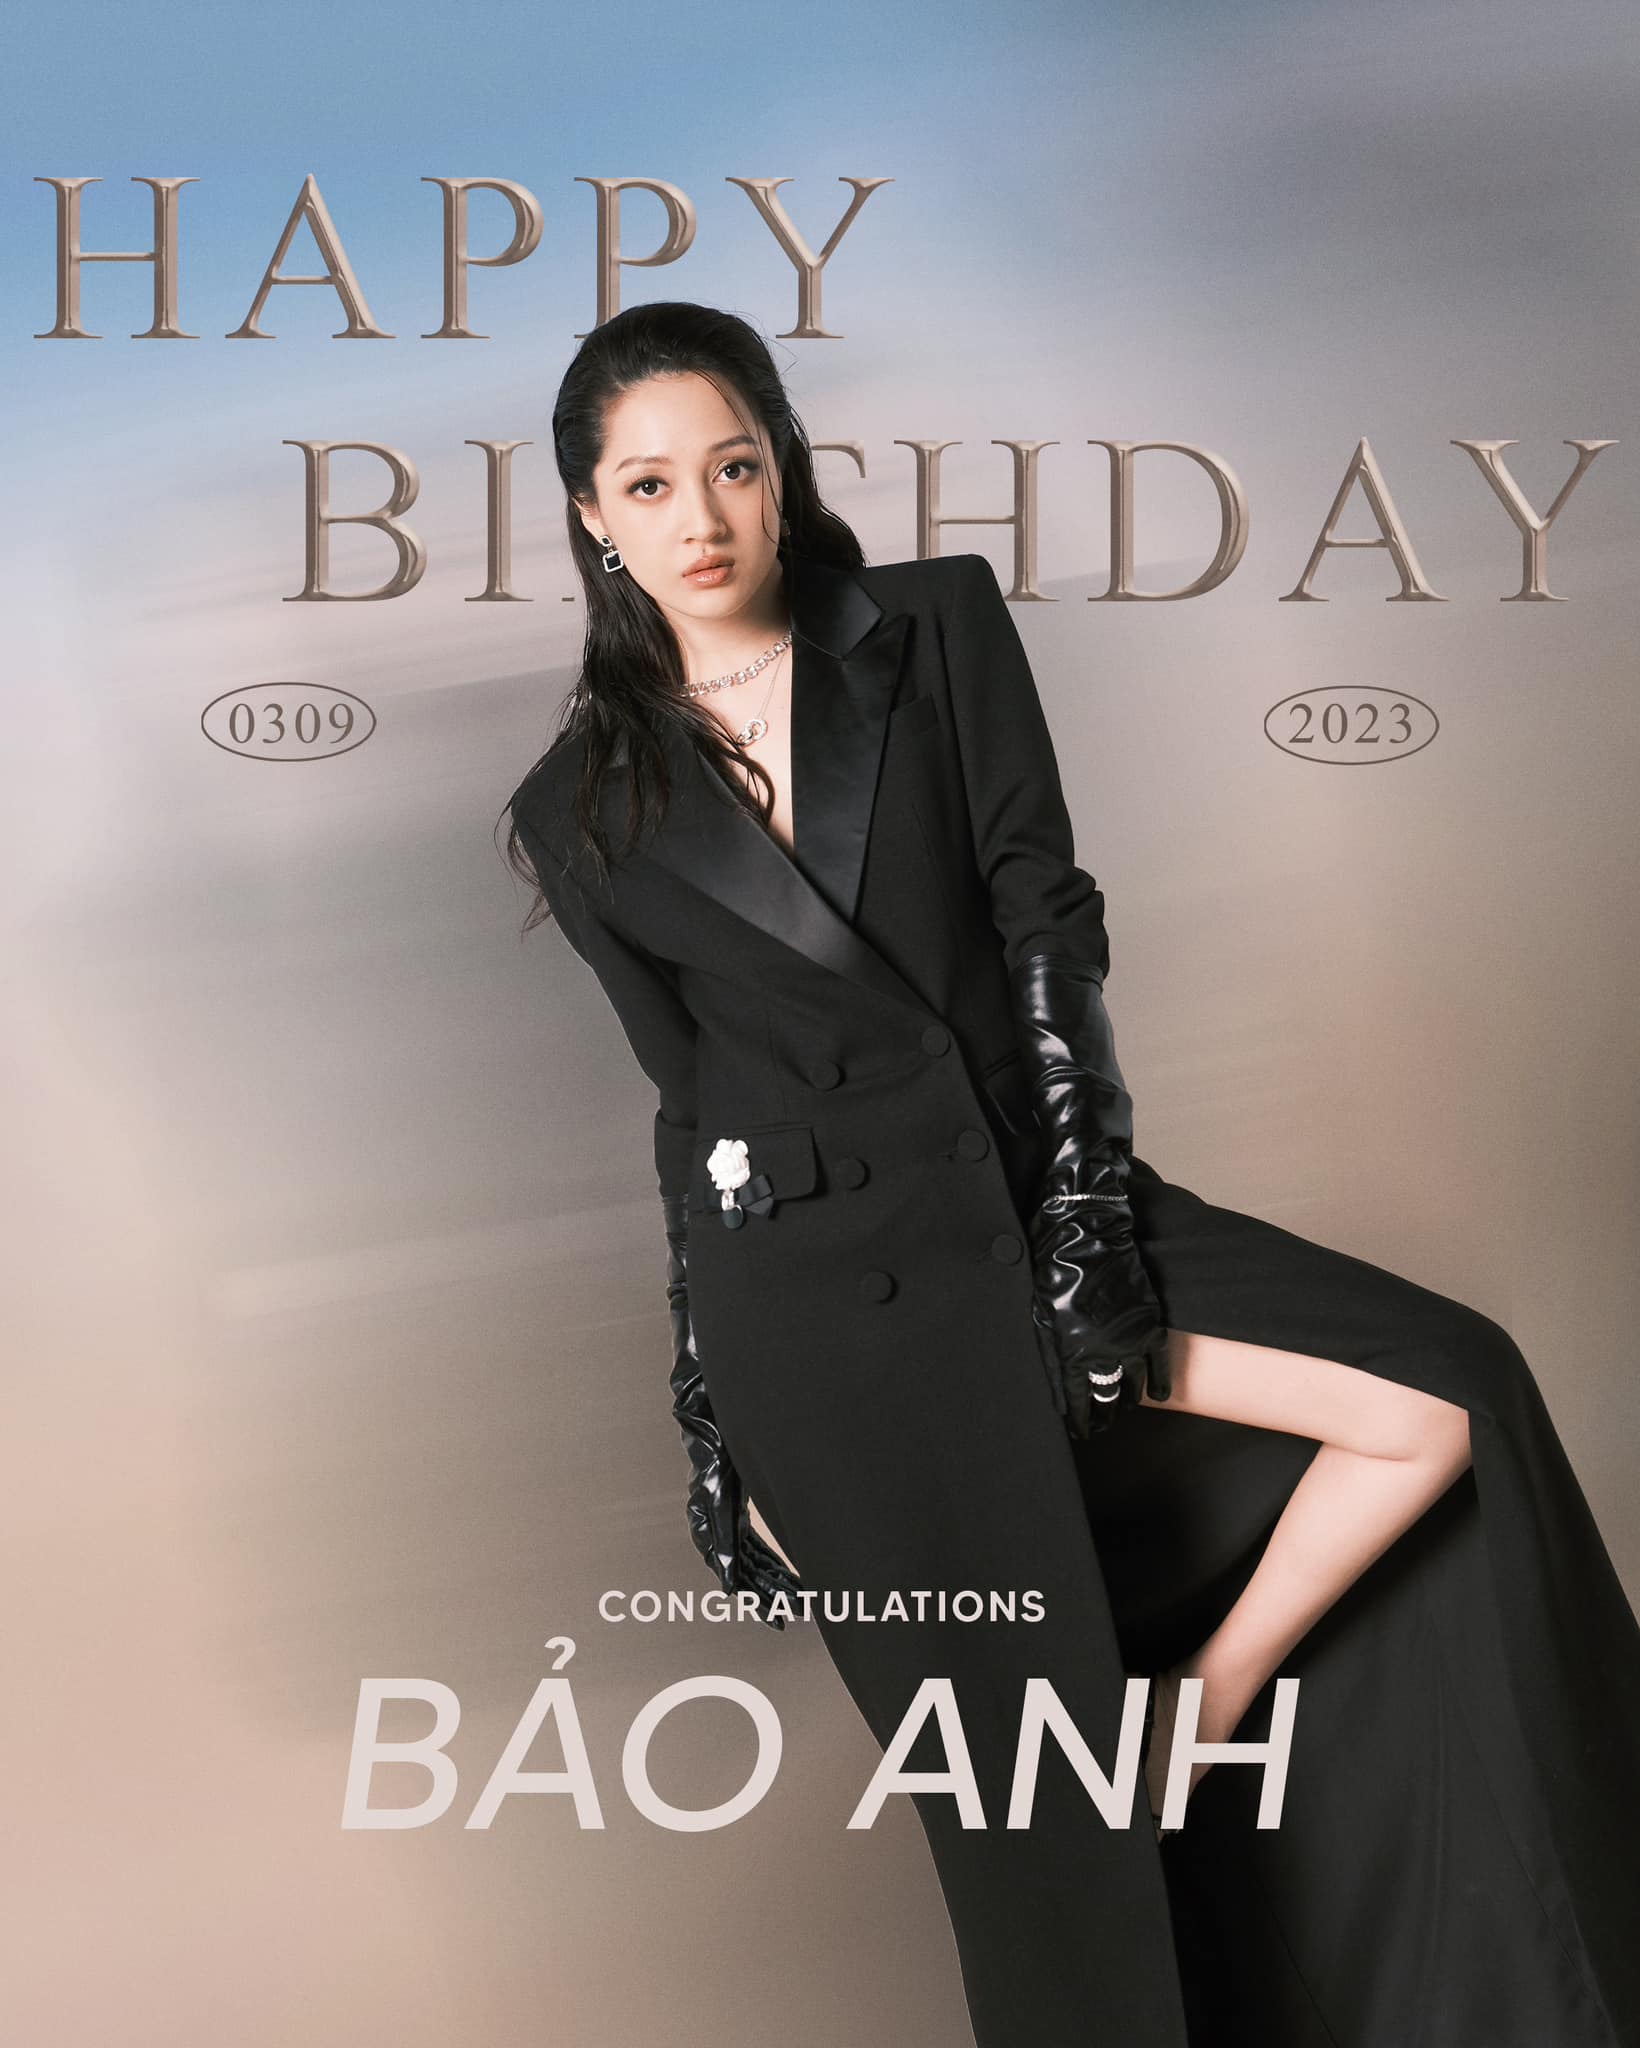 HAPPY
BIRTHDAY
0309
2023
CONGRATULATIONS
BẢO ANH